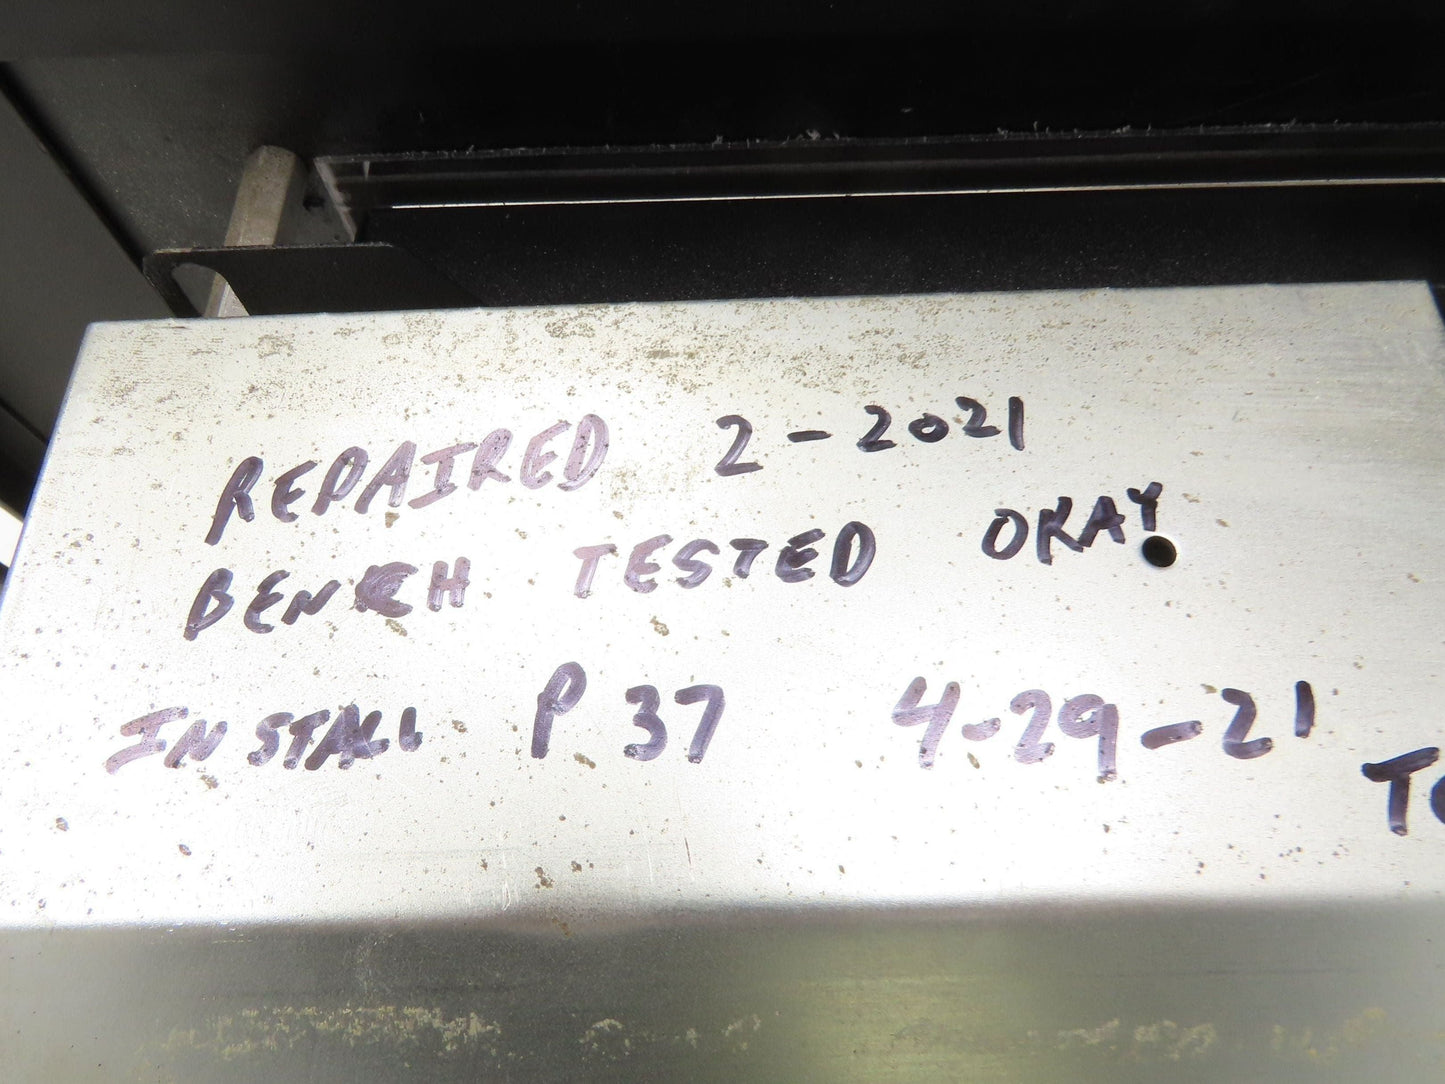 REPAIRED 2-2021
BENCH TESTED OKAY
INSTALL P37 4-29-21